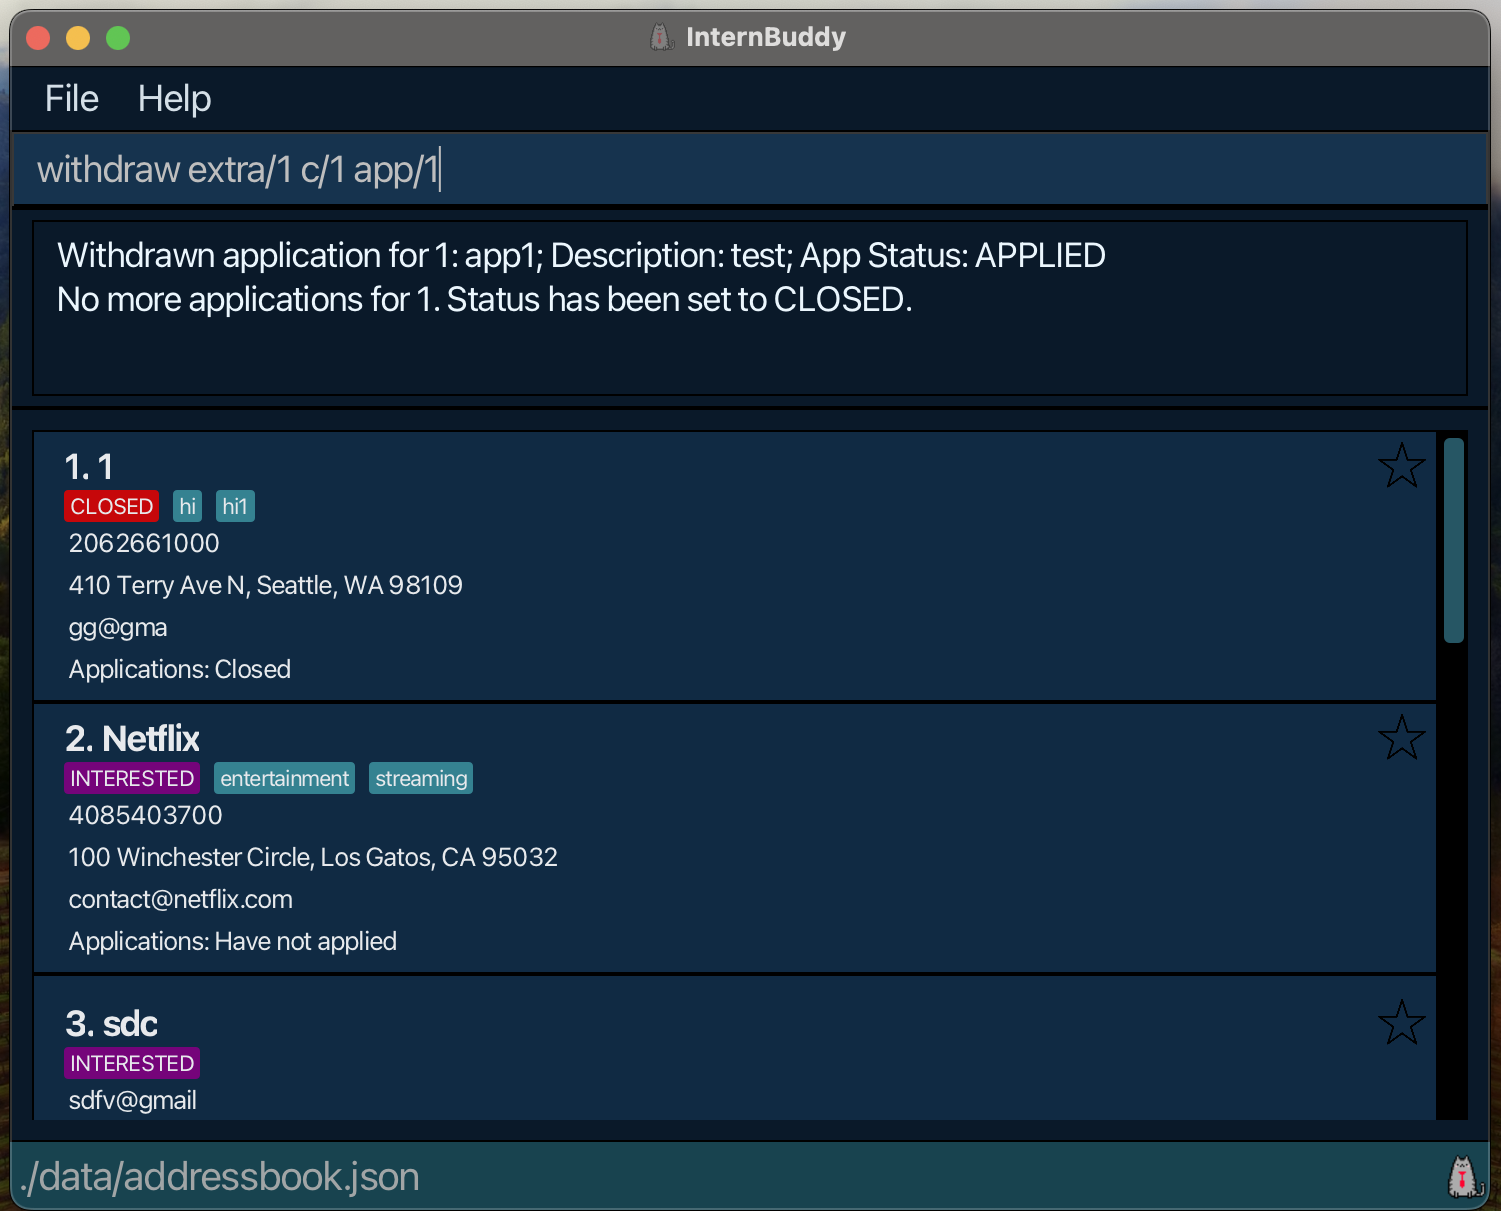 InternBuddy
File Help
withdraw extra/1 c/1 app/1
Withdrawn application for 1: app1; Description: test; App Status: APPLIED
No more applications for 1. Status has been set to CLOSED.
1. 1
CLOSED hi hi1
2062661000
410 Terry Ave N, Seattle, WA 98109
gg@gma
Applications: Closed
2. Netflix
INTERESTED entertainment streaming
4085403700
100 Winchester Circle, Los Gatos, CA 95032
contact@netflix.com
Applications: Have not applied
3. sdc
INTERESTED
sdfv@gmail
./data/addressbook.json